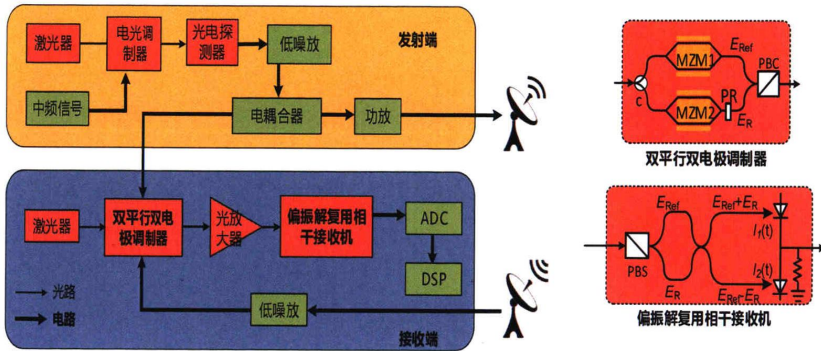 激光器
电光调
制器
光电探
测器
低噪放
发射端
中频信号
电耦合器
功放
激光器
双平行双电
极调制器
光放
大器
偏振解复用相
干接收机
ADC
DSP
低噪放
光路
电路
接收端
MZM1
MZM2
C
PR
E_Ref
E_R
PBC
双平行双电极调制器
PBS
E_Ref
E_R
E_Ref+E_R
E_Ref-E_R
I_1(t)
I_2(t)
偏振解复用相干接收机